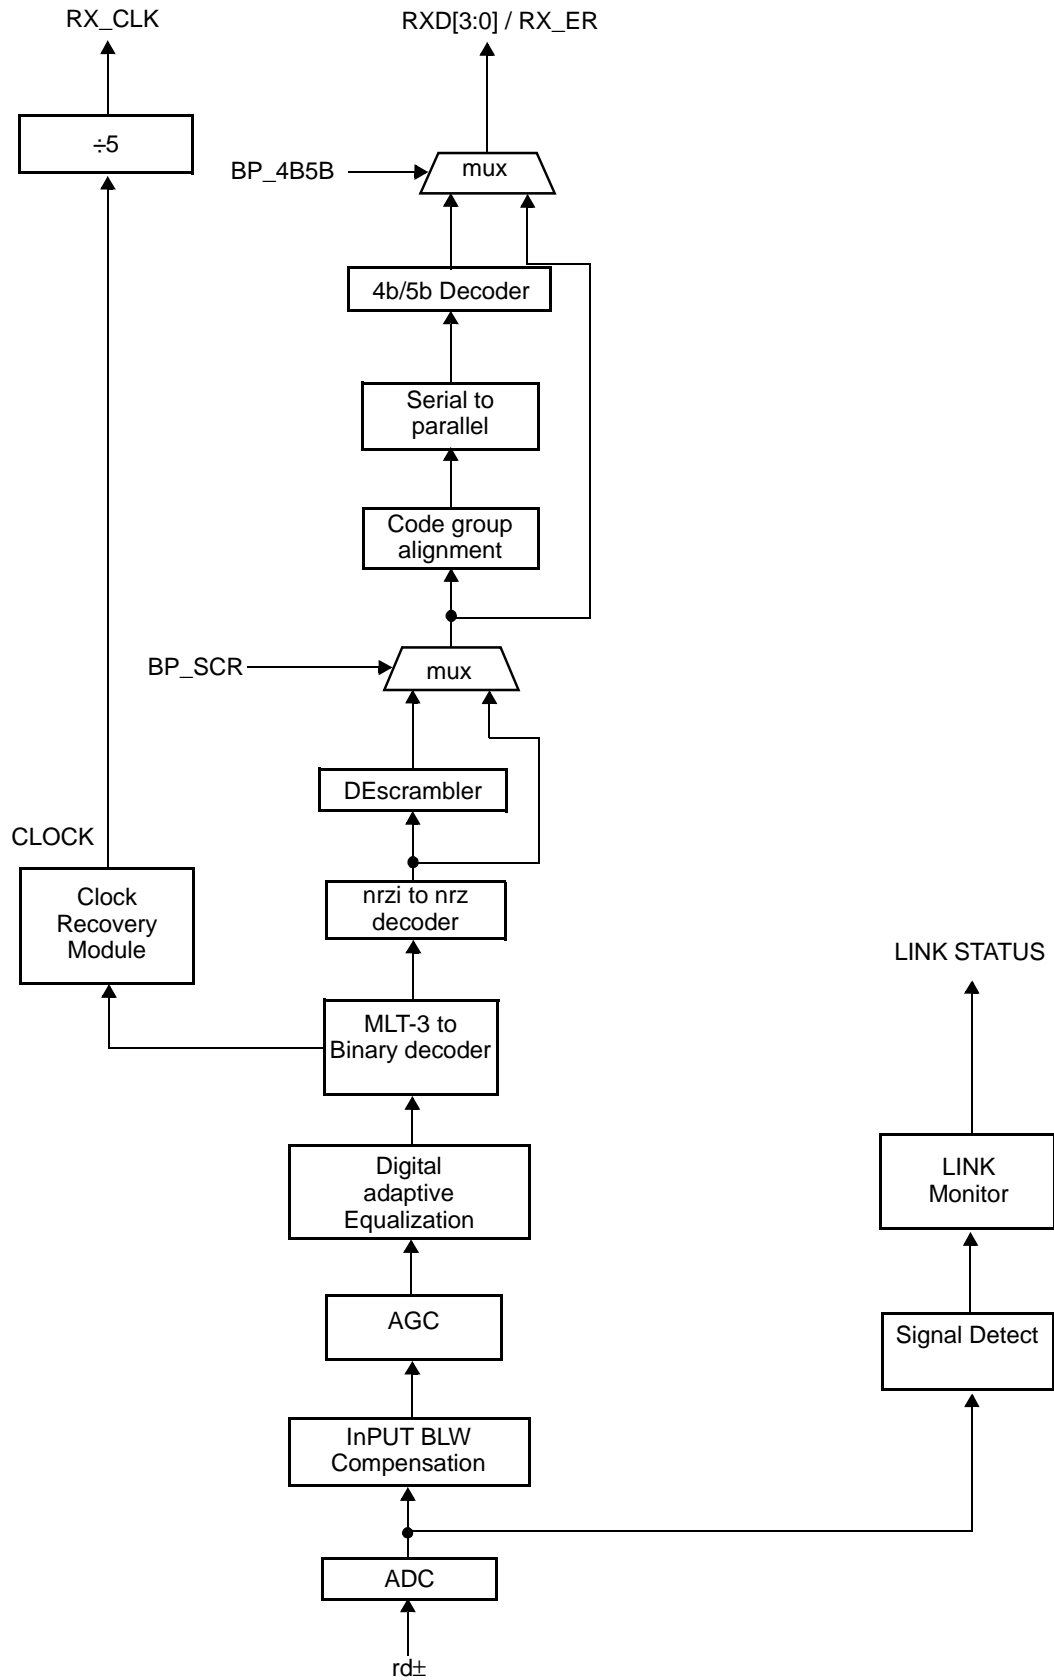 RX_CLK
RXD[3:0] / RX_ER
÷5
BP_4B5B
mux
4b/5b Decoder
Serial to
parallel
Code group
alignment
BP_SCR
mux
DEscrambler
CLOCK
Clock
Recovery
Module
nrzi to nrz
decoder
LINK STATUS
MLT-3 to
Binary decoder
Digital
adaptive
Equalization
LINK
Monitor
AGC
Signal Detect
InPUT BLW
Compensation
ADC
rd±